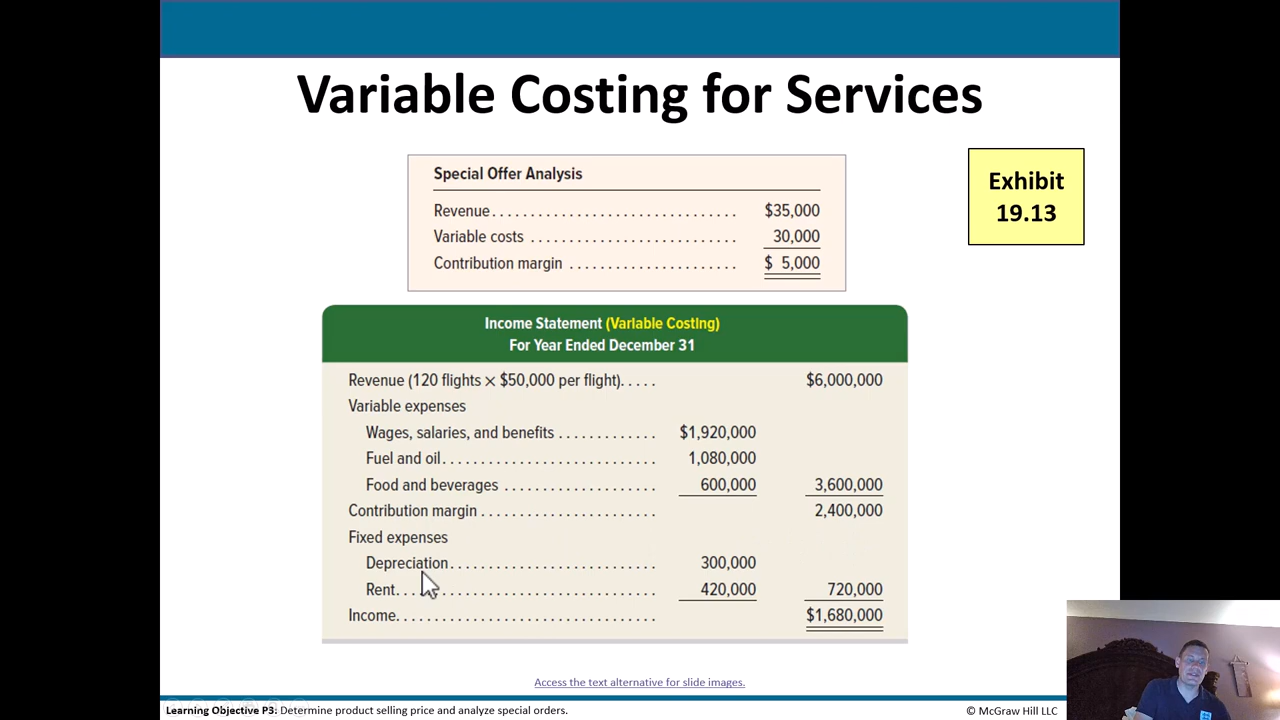 Variable Costing for Services
Exhibit
19.13
Special Offer Analysis
Revenue................................ $35,000
Variable costs ........................... 30,000
Contribution margin ...................... $ 5,000
Income Statement (Variable Costing)
For Year Ended December 31
Revenue (120 flights × $50,000 per flight)..... $6,000,000
Variable expenses
Wages, salaries, and benefits ............. $1,920,000
Fuel and oil............................ 1,080,000
Food and beverages .................... 600,000 3,600,000
Contribution margin ....................... 2,400,000
Fixed expenses
Depreciation........................... 300,000
Rent.................................. 420,000 720,000
Income.................................. $1,680,000
Access the text alternative for slide images.
Learning Objective P3: Determine product selling price and analyze special orders.
© McGraw Hill LLC